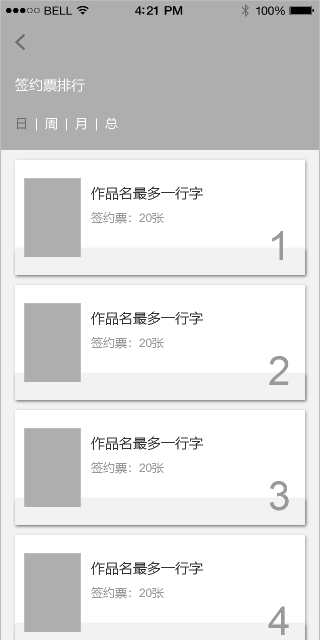 BELL 4:21 PM 100%
签约票排行
日 | 周 | 月 | 总
作品名最多一行字
签约票：20张
1
作品名最多一行字
签约票：20张
2
作品名最多一行字
签约票：20张
3
作品名最多一行字
签约票：20张
4